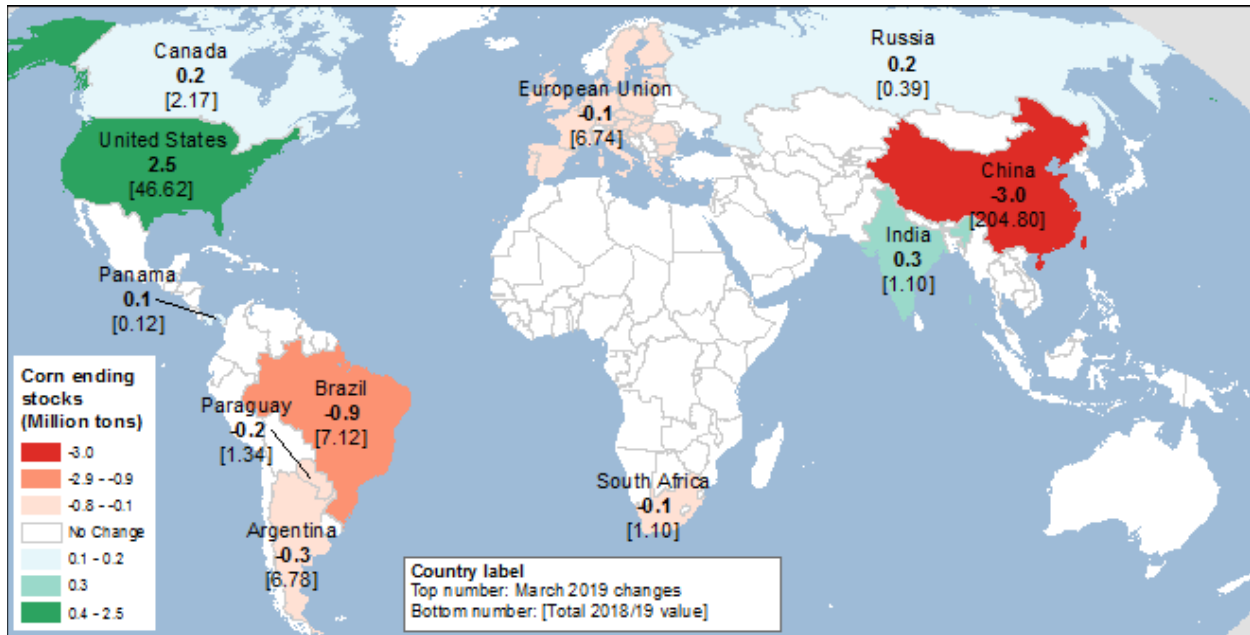 Canada
0.2
[2.17]
Russia
0.2
[0.39]
European Union
-0.1
[6.74]
United States
2.5
[46.62]
China
-3.0
[204.80]
India
0.3
[1.10]
Panama
0.1
[0.12]
Brazil
-0.9
[7.12]
Paraguay
-0.2
[1.34]
South Africa
-0.1
[1.10]
Argentina
-0.3
[6.78]
Corn ending
stocks
(Million tons)
-3.0
-2.9 - -0.9
-0.8 - -0.1
No Change
0.1 - 0.2
0.3
0.4 - 2.5
Country label
Top number: March 2019 changes
Bottom number: [Total 2018/19 value]